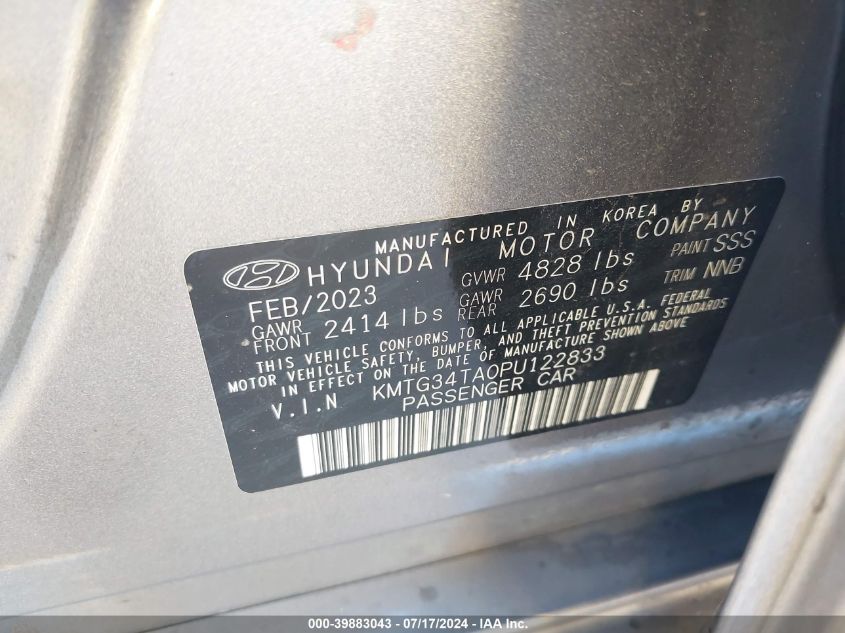 MANUFACTURED IN KOREA BY
HYUNDAI MOTOR COMPANY
FEB/2023 GVWR 4828 lbs PAINT SSS
GAWR FRONT 2414 lbs GAWR REAR 2690 lbs TRIM NNB
THIS VEHICLE CONFORMS TO ALL APPLICABLE U.S.A. FEDERAL
MOTOR VEHICLE SAFETY, BUMPER, AND THEFT PREVENTION STANDARDS
IN EFFECT ON THE DATE OF MANUFACTURE SHOWN ABOVE
V.I.N KMTG34TA0PU122833
PASSENGER CAR
000-39883043 / 07/17/2024 - IAA Inc.